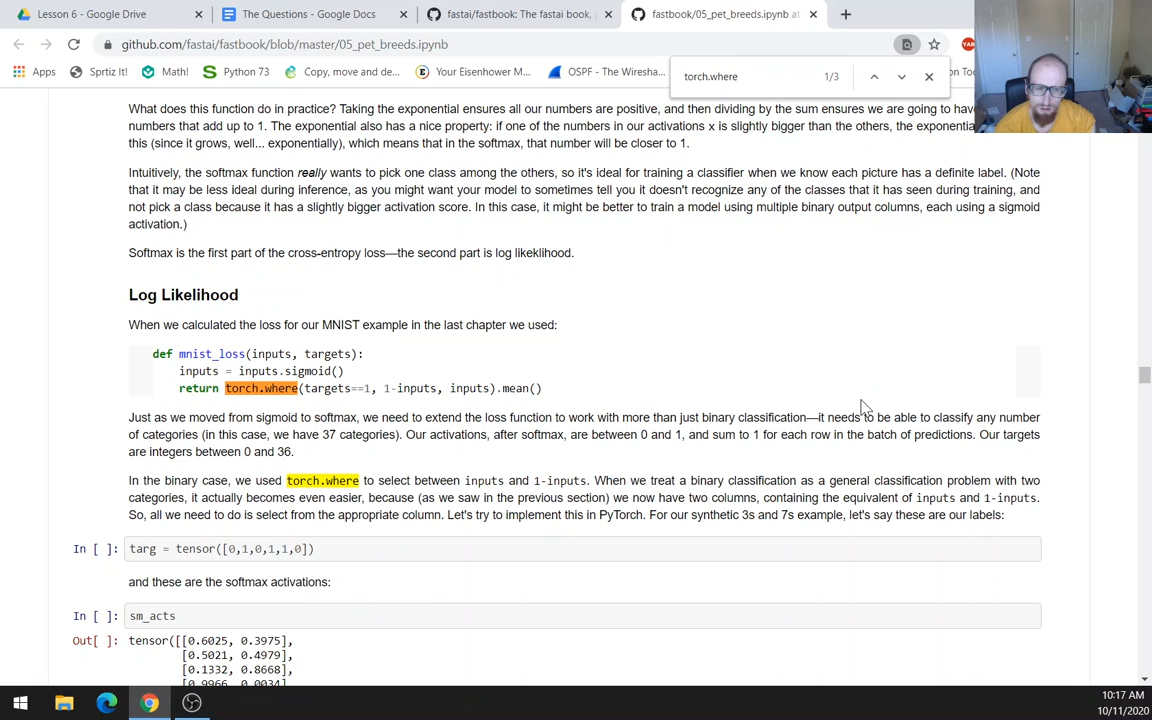 Lesson 6 - Google Drive
The Questions - Google Docs
fastai/fastbook: The fastai book,
fastbook/05_pet_breeds.ipynb at
github.com/fastai/fastbook/blob/master/05_pet_breeds.ipynb
Apps
Sprtiz It!
Math!
Python 73
Copy, move and de...
Your Eisenhower M...
OSPF - The Wiresha...
torch.where
1/3
What does this function do in practice? Taking the exponential ensures all our numbers are positive, and then dividing by the sum ensures we are going to have
numbers that add up to 1. The exponential also has a nice property: if one of the numbers in our activations x is slightly bigger than the others, the exponential
this (since it grows, well... exponentially), which means that in the softmax, that number will be closer to 1.
Intuitively, the softmax function really wants to pick one class among the others, so it's ideal for training a classifier when we know each picture has a definite label. (Note
that it may be less ideal during inference, as you might want your model to sometimes tell you it doesn't recognize any of the classes that it has seen during training, and
not pick a class because it has a slightly bigger activation score. In this case, it might be better to train a model using multiple binary output columns, each using a sigmoid
activation.)
Softmax is the first part of the cross-entropy loss—the second part is log likeklihood.
Log Likelihood
When we calculated the loss for our MNIST example in the last chapter we used:
def mnist_loss(inputs, targets):
inputs = inputs.sigmoid()
return torch.where(targets==1, 1-inputs, inputs).mean()
Just as we moved from sigmoid to softmax, we need to extend the loss function to work with more than just binary classification—it needs to be able to classify any number
of categories (in this case, we have 37 categories). Our activations, after softmax, are between 0 and 1, and sum to 1 for each row in the batch of predictions. Our targets
are integers between 0 and 36.
In the binary case, we used torch.where to select between inputs and 1-inputs. When we treat a binary classification as a general classification problem with two
categories, it actually becomes even easier, because (as we saw in the previous section) we now have two columns, containing the equivalent of inputs and 1-inputs.
So, all we need to do is select from the appropriate column. Let's try to implement this in PyTorch. For our synthetic 3s and 7s example, let's say these are our labels:
In [ ]: targ = tensor([0,1,0,1,1,0])
and these are the softmax activations:
In [ ]: sm_acts
Out[ ]: tensor([[0.6025, 0.3975],
[0.5021, 0.4979],
[0.1332, 0.8668],
[0.9966, 0.0034],
10:17 AM
10/11/2020